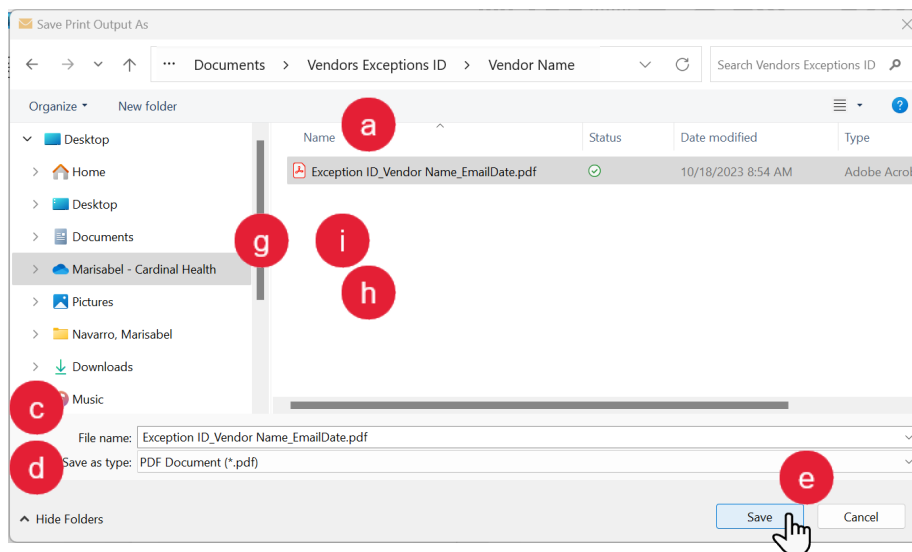 Save Print Output As
Documents > Vendors Exceptions ID > Vendor Name
Search Vendors Exceptions ID
Organize
New folder
Desktop
Name
a
Status
Date modified
Type
Home
Exception ID_Vendor Name_EmailDate.pdf
10/18/2023 8:54 AM
Adobe Acrob
Desktop
Documents
g
i
Marisabel - Cardinal Health
h
Pictures
Navarro, Marisabel
Downloads
Music
c
File name: Exception ID_Vendor Name_EmailDate.pdf
d
Save as type: PDF Document (*.pdf)
e
Hide Folders
Save
Cancel